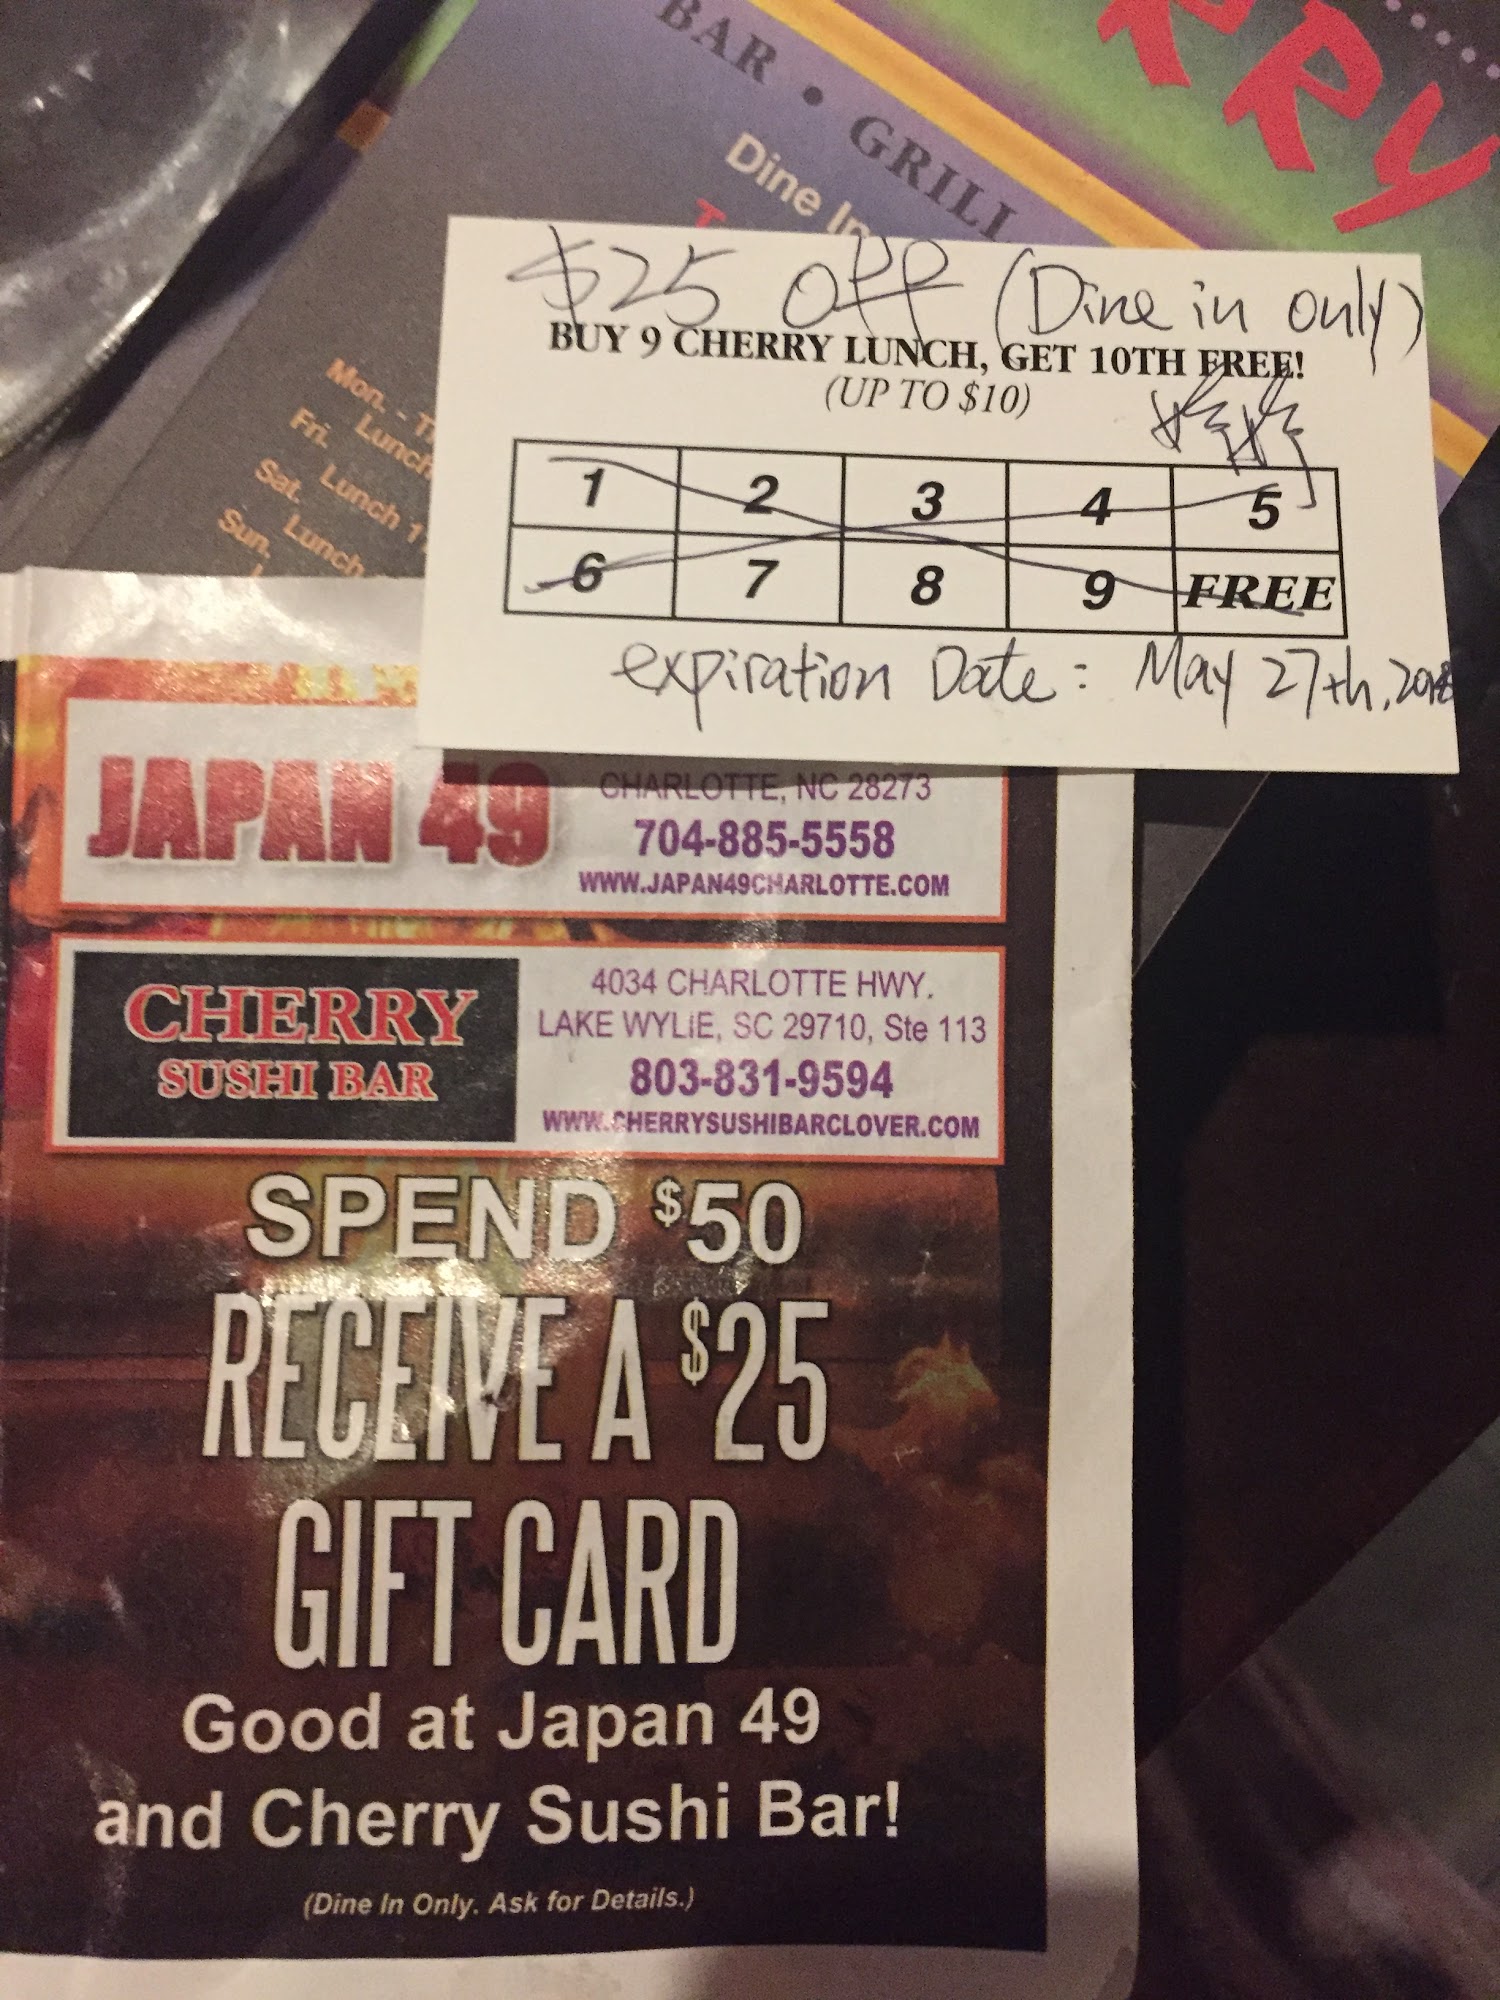 BAR • GRILL
Dine In
Mon. -
Lunch
Fri.
Lunch
Sat.
Lunch
Sun.
$25 Off (Dine in only)
BUY 9 CHERRY LUNCH, GET 10TH FREE!
(UP TO $10)
1 2 3 4 5
6 7 8 9 FREE
expiration Date: May 27th, 2018
JAPAN 49
CHARLOTTE, NC 28273
704-885-5558
WWW.JAPAN49CHARLOTTE.COM
CHERRY
SUSHI BAR
4034 CHARLOTTE HWY.
LAKE WYLIE, SC 29710, Ste 113
803-831-9594
WWW.CHERRYSUSHIBARCLOVER.COM
SPEND $50
RECEIVE A $25
GIFT CARD
Good at Japan 49
and Cherry Sushi Bar!
(Dine In Only. Ask for Details.)